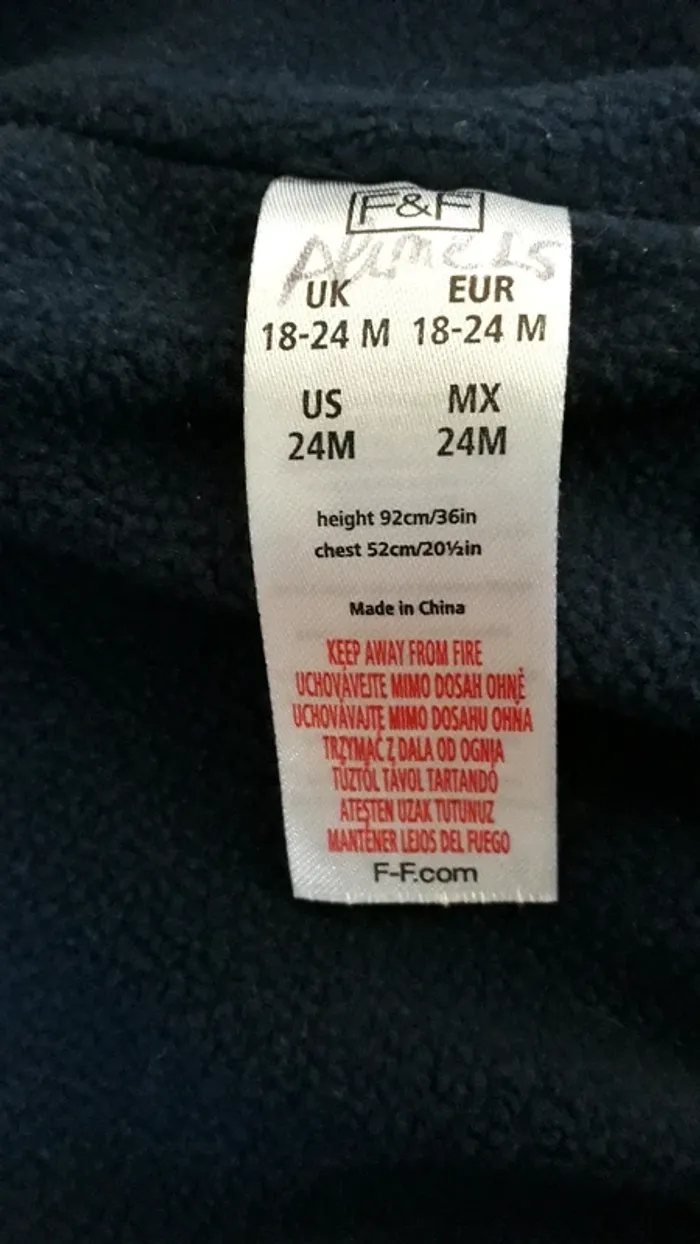 F&F
UK EUR
18-24 M 18-24 M
US MX
24M 24M
height 92cm/36in
chest 52cm/20½in
Made in China
KEEP AWAY FROM FIRE
UCHOVÁVEJTE MIMO DOSAH OHNĚ
UCHOVÁVAJTE MIMO DOSAHU OHŇA
TRZYMAĆ Z DALA OD OGNIA
TŰZTŐL TÁVOL TARTANDÓ
ATEŞTEN UZAK TUTUNUZ
MANTENER LEJOS DEL FUEGO
F-F.com